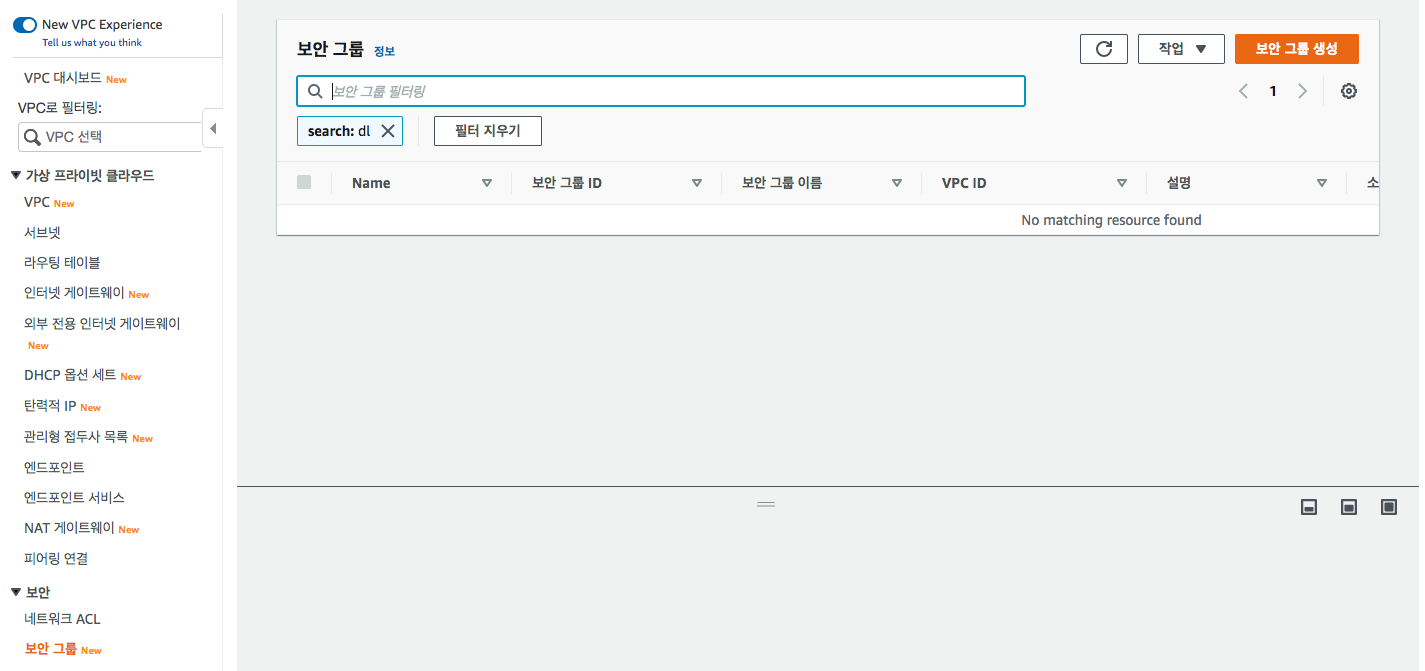 New VPC Experience
Tell us what you think
VPC 대시보드 New
VPC로 필터링:
VPC 선택
가상 프라이빗 클라우드
VPC New
서브넷
라우팅 테이블
인터넷 게이트웨이 New
외부 전용 인터넷 게이트웨이
New
DHCP 옵션 세트 New
탄력적 IP New
관리형 접두사 목록 New
엔드포인트
엔드포인트 서비스
NAT 게이트웨이 New
피어링 연결
보안
네트워크 ACL
보안 그룹 New
보안 그룹 정보
작업
보안 그룹 생성
보안 그룹 필터링
1
search: dl
필터 지우기
Name 보안 그룹 ID 보안 그룹 이름 VPC ID 설명 소
No matching resource found